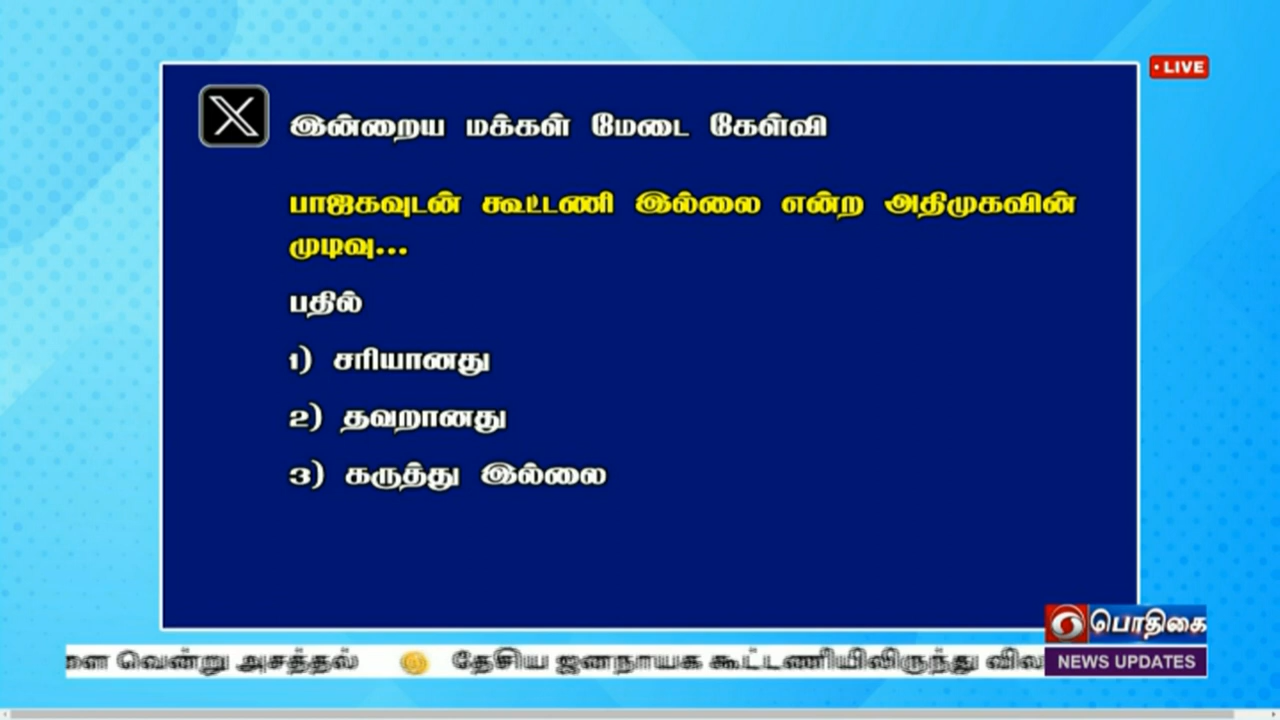 LIVE
இன்றைய மக்கள் மேடை கேள்வி
பாஜகவுடன் கூட்டணி இல்லை என்ற அதிமுகவின்
முடிவு...
பதில்
1) சரியானது
2) தவறானது
3) கருத்து இல்லை
பொதிகை
வென்று அசத்தல் தேசிய ஜனநாயக கூட்டணியிலிருந்து
NEWS UPDATES